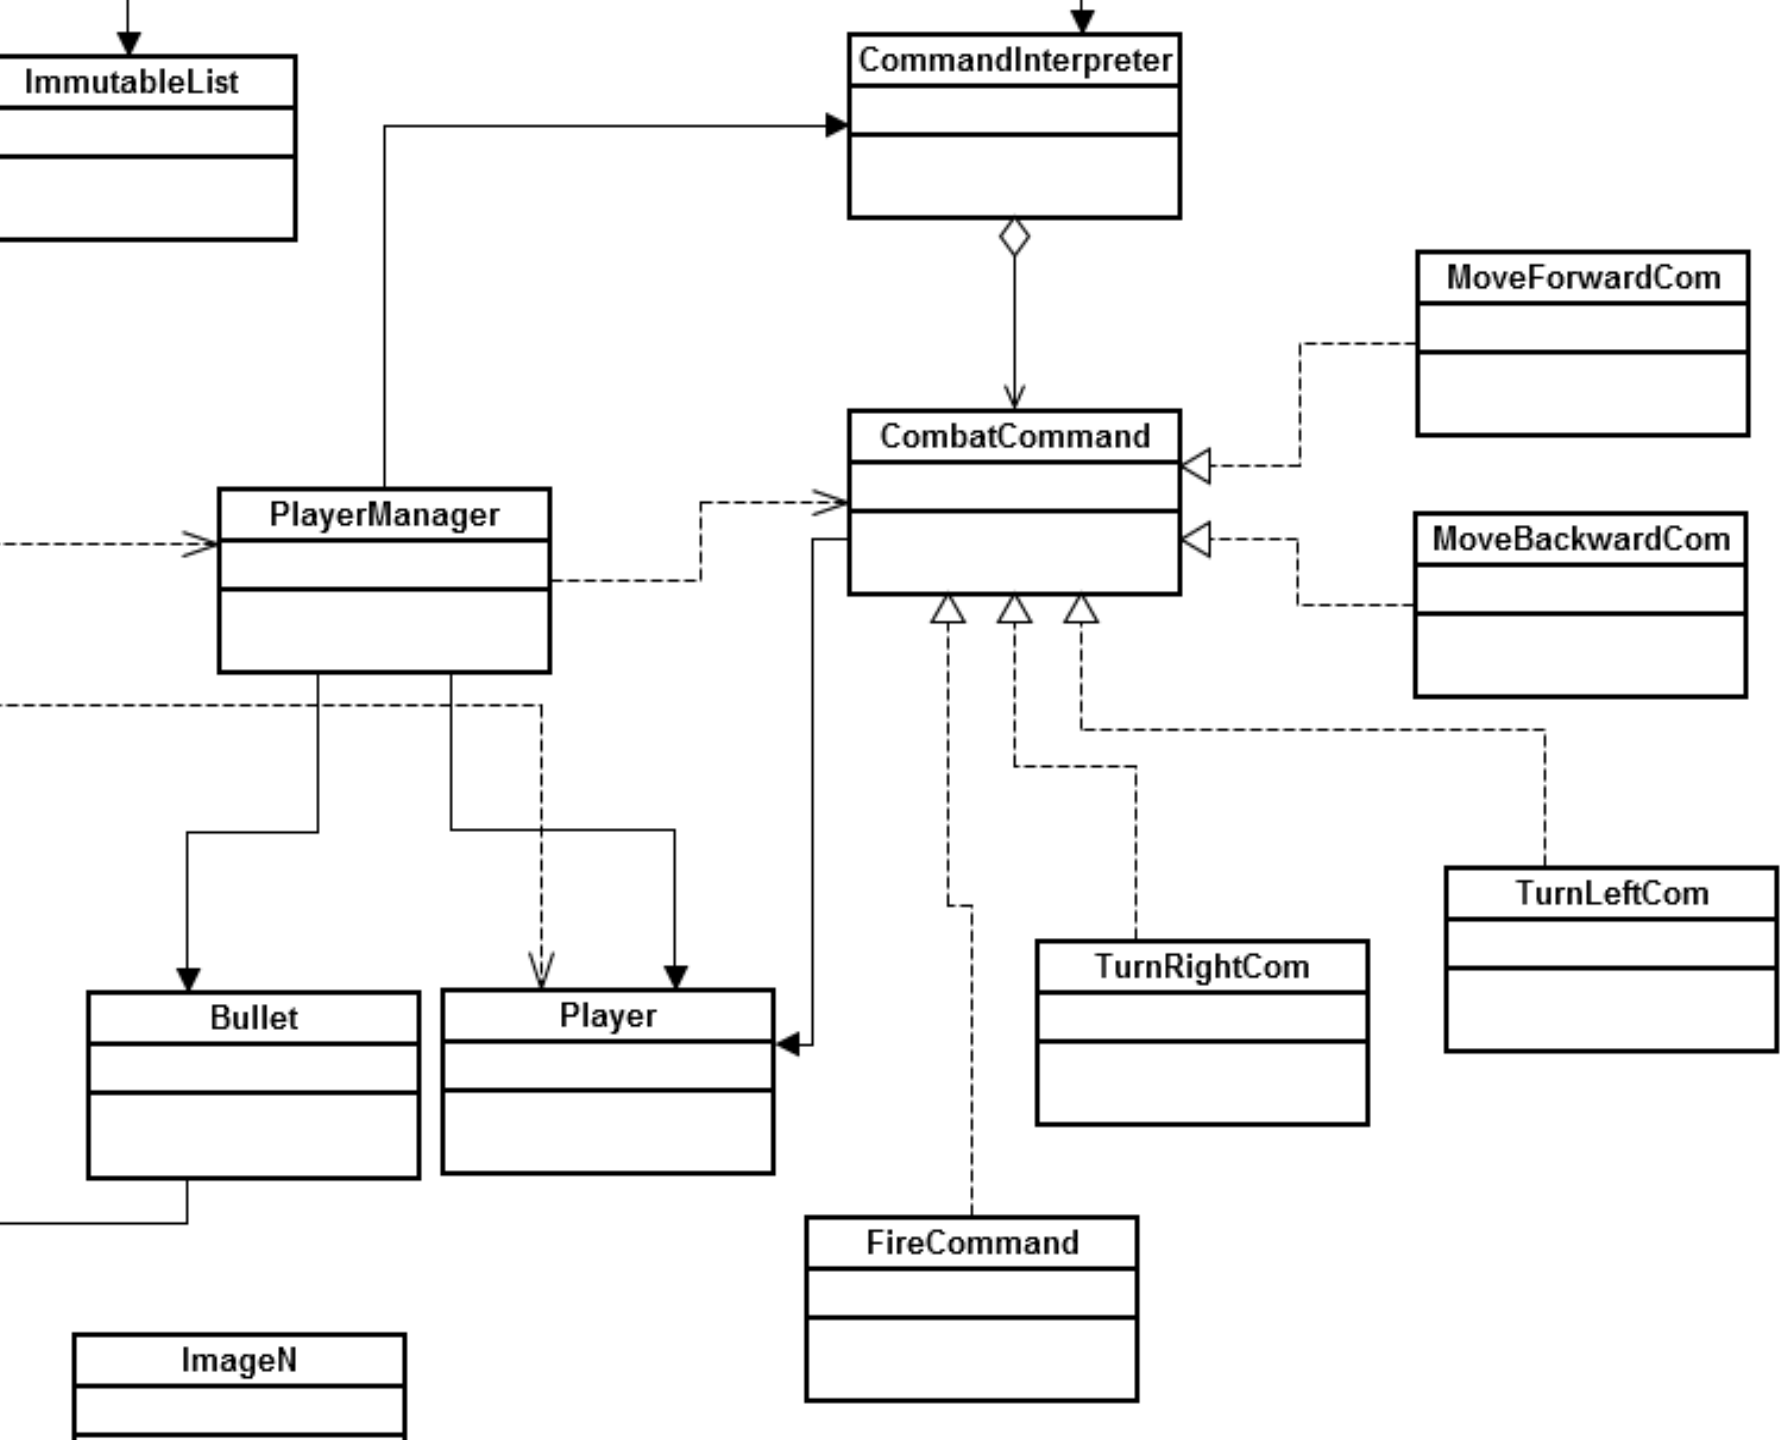 CommandInterpreter
ImmutableList
MoveForwardCom
CombatCommand
PlayerManager
MoveBackwardCom
TurnLeftCom
TurnRightCom
Bullet
Player
FireCommand
ImageN